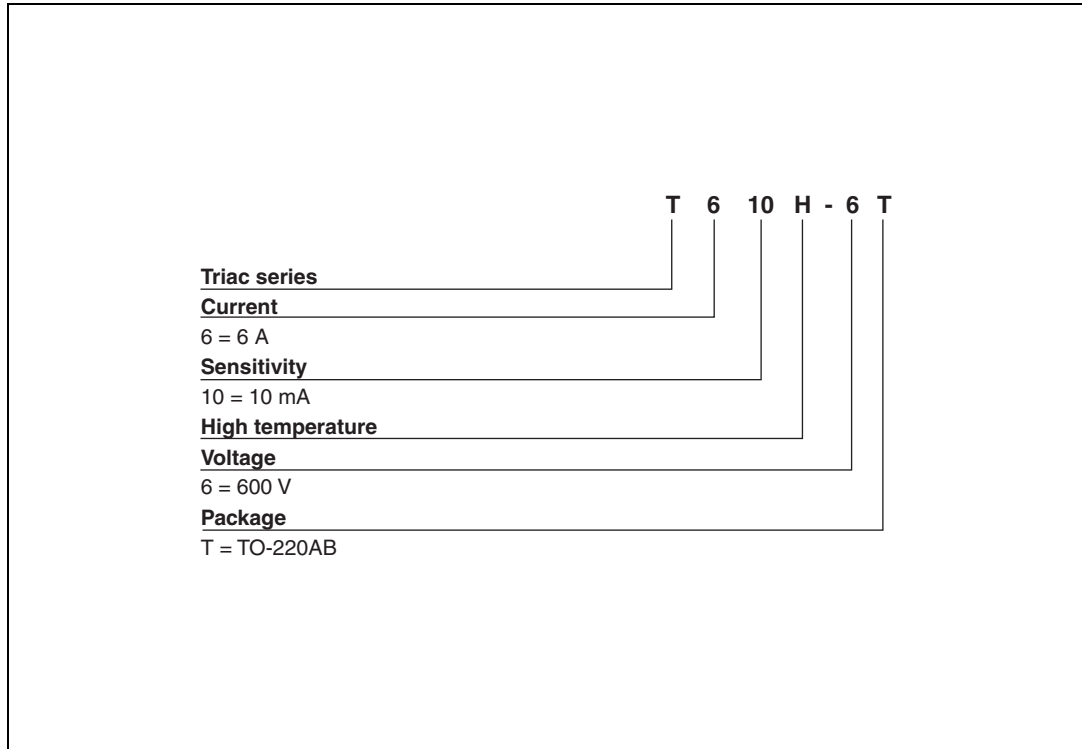 T 6 10 H - 6 T
Triac series
Current
6 = 6 A
Sensitivity
10 = 10 mA
High temperature
Voltage
6 = 600 V
Package
T = TO-220AB